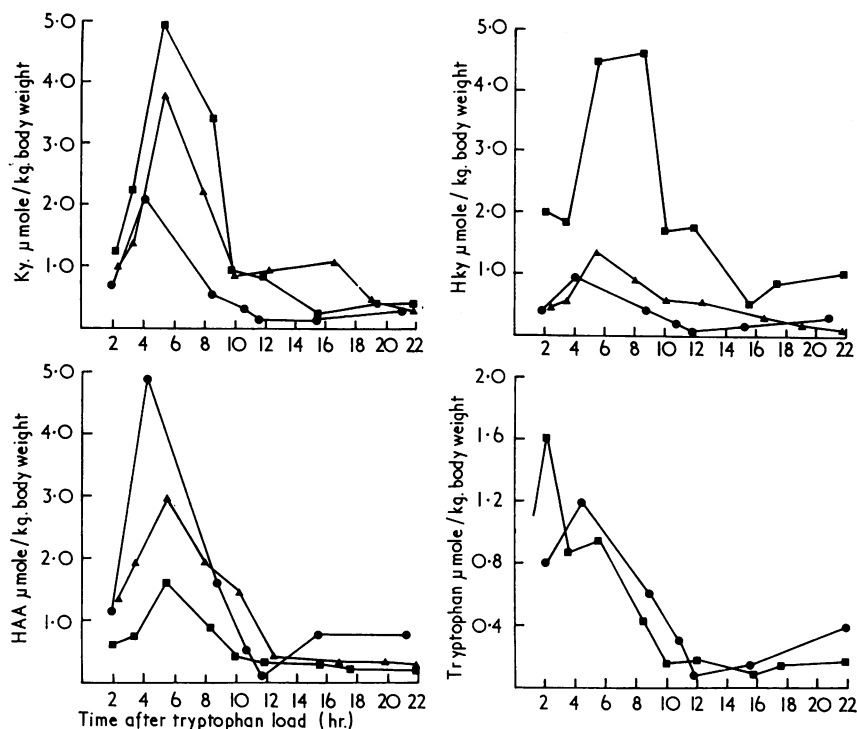 Ky. µmole / kg. body weight
5·0
4·0
3·0
2·0
1·0
2 4 6 8 10 12 14 16 18 20 22
Hky µmole / kg. body weight
5·0
4·0
3·0
2·0
1·0
2 4 6 8 10 12 14 16 18 20 22
HAA µmole / kg. body weight
5·0
4·0
3·0
2·0
1·0
2 4 6 8 10 12 14 16 18 20 22
Time after tryptophan load (hr.)
Tryptophan µmole / kg. body weight
2·0
1·6
1·2
0·8
0·4
2 4 6 8 10 12 14 16 18 20 22